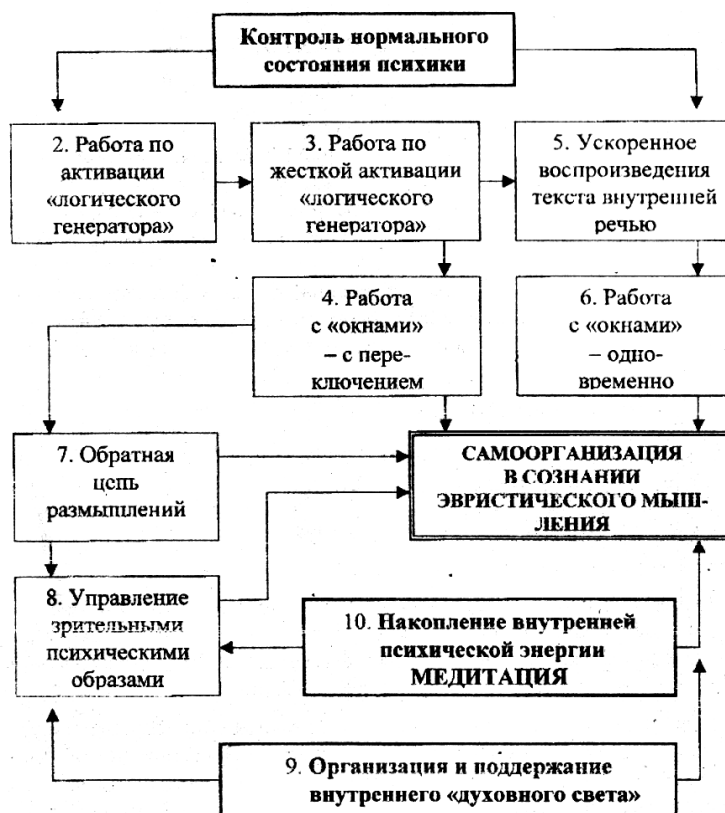 Контроль нормального
состояния психики
2. Работа по
активации
«логического
генератора»
3. Работа по
жесткой активации
«логического
генератора»
5. Ускоренное
воспроизведения
текста внутренней
речью
4. Работа
с «окнами»
– с пере-
ключением
6. Работа
с «окнами»
– одно-
временно
7. Обратная
цепь
размышлений
САМООРГАНИЗАЦИЯ
В СОЗНАНИИ
ЭВРИСТИЧЕСКОГО МЫШ-
ЛЕНИЯ
8. Управление
зрительными
психическими
образами
10. Накопление внутренней
психической энергии
МЕДИТАЦИЯ
9. Организация и поддержание
внутреннего «духовного света»